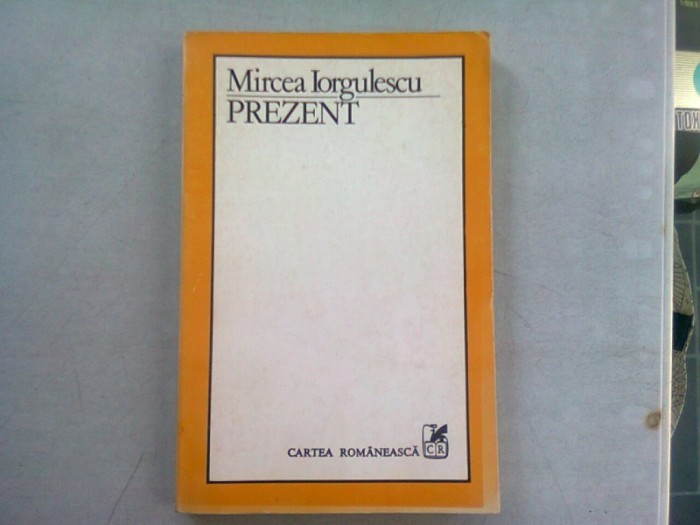 Mircea Iorgulescu
PREZENT
CARTEA ROMÂNEASCĂ
CR